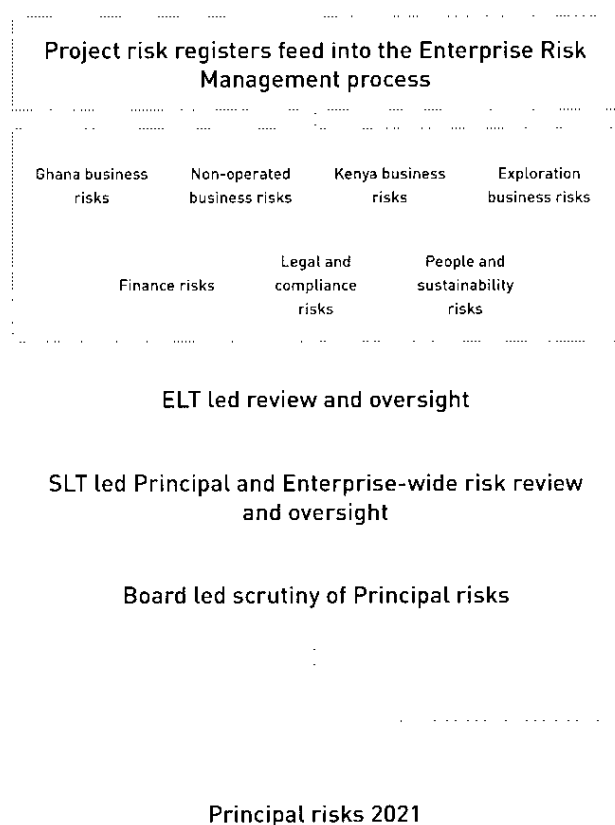 Project risk registers feed into the Enterprise Risk
Management process
Ghana business
risks
Non-operated
business risks
Kenya business
risks
Exploration
business risks
Finance risks
Legal and
compliance
risks
People and
sustainability
risks
ELT led review and oversight
SLT led Principal and Enterprise-wide risk review
and oversight
Board led scrutiny of Principal risks
Principal risks 2021